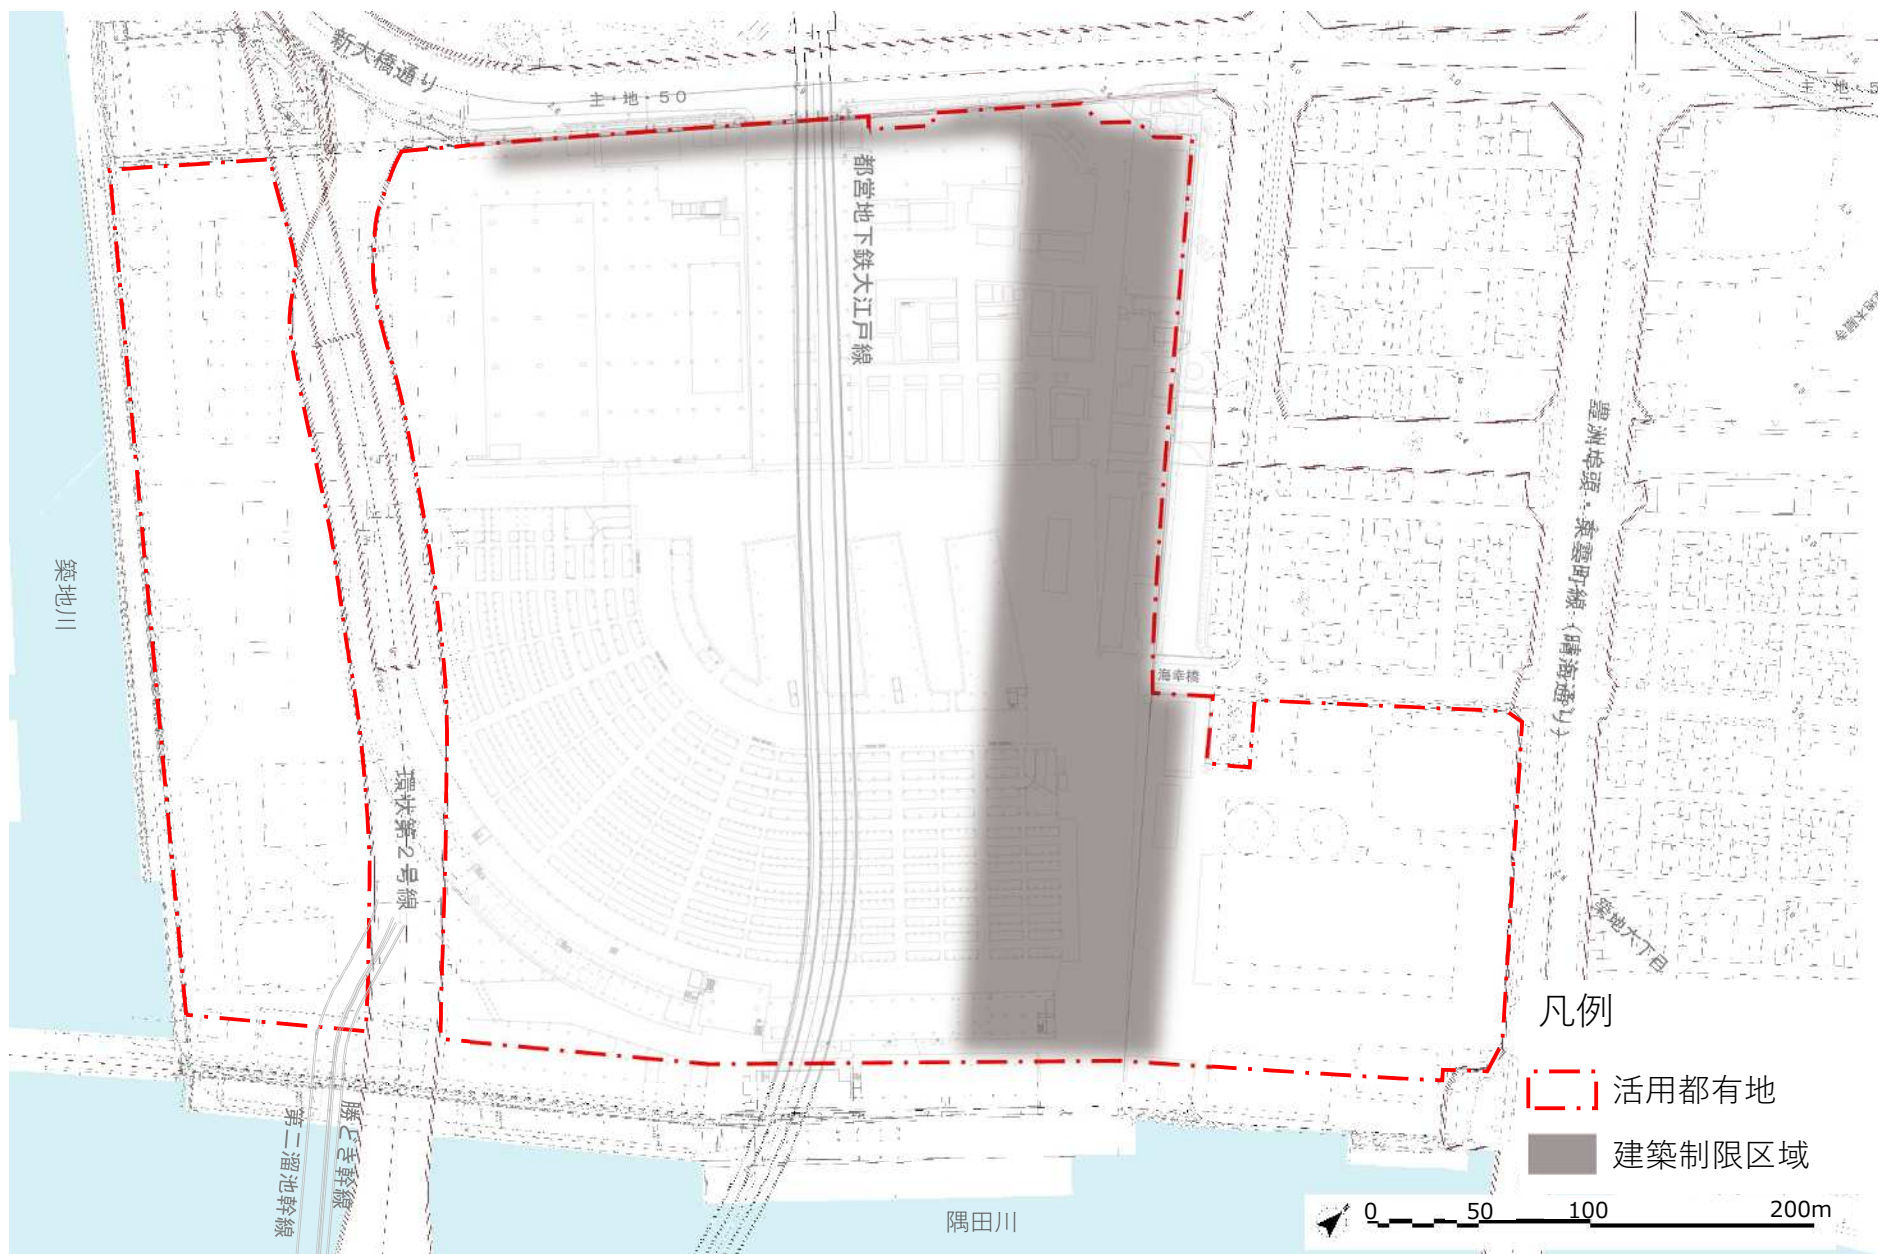 新大橋通り
主・地・50
主・地・5
都営地下鉄大江戸線
豊洲埠頭・東雲町線(晴海通り)
築地川
海幸橋
環状第2号線
築地六丁目
凡例
活用都有地
建築制限区域
勝どき幹線
第二溜池幹線
隅田川
0 50 100 200m